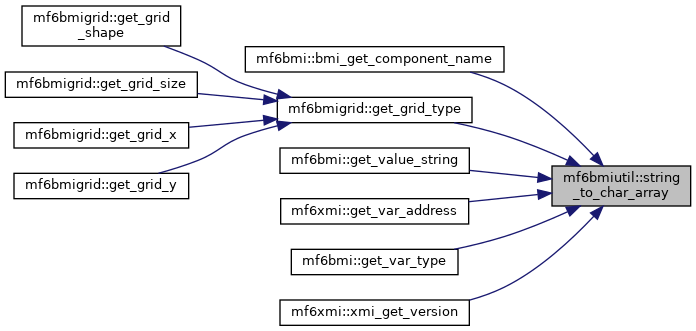 mf6bmigrid::get_grid
_shape
mf6bmigrid::get_grid_size
mf6bmigrid::get_grid_x
mf6bmigrid::get_grid_y
mf6bmi::bmi_get_component_name
mf6bmigrid::get_grid_type
mf6bmi::get_value_string
mf6xmi::get_var_address
mf6bmi::get_var_type
mf6xmi::xmi_get_version
mf6bmiutil::string
_to_char_array